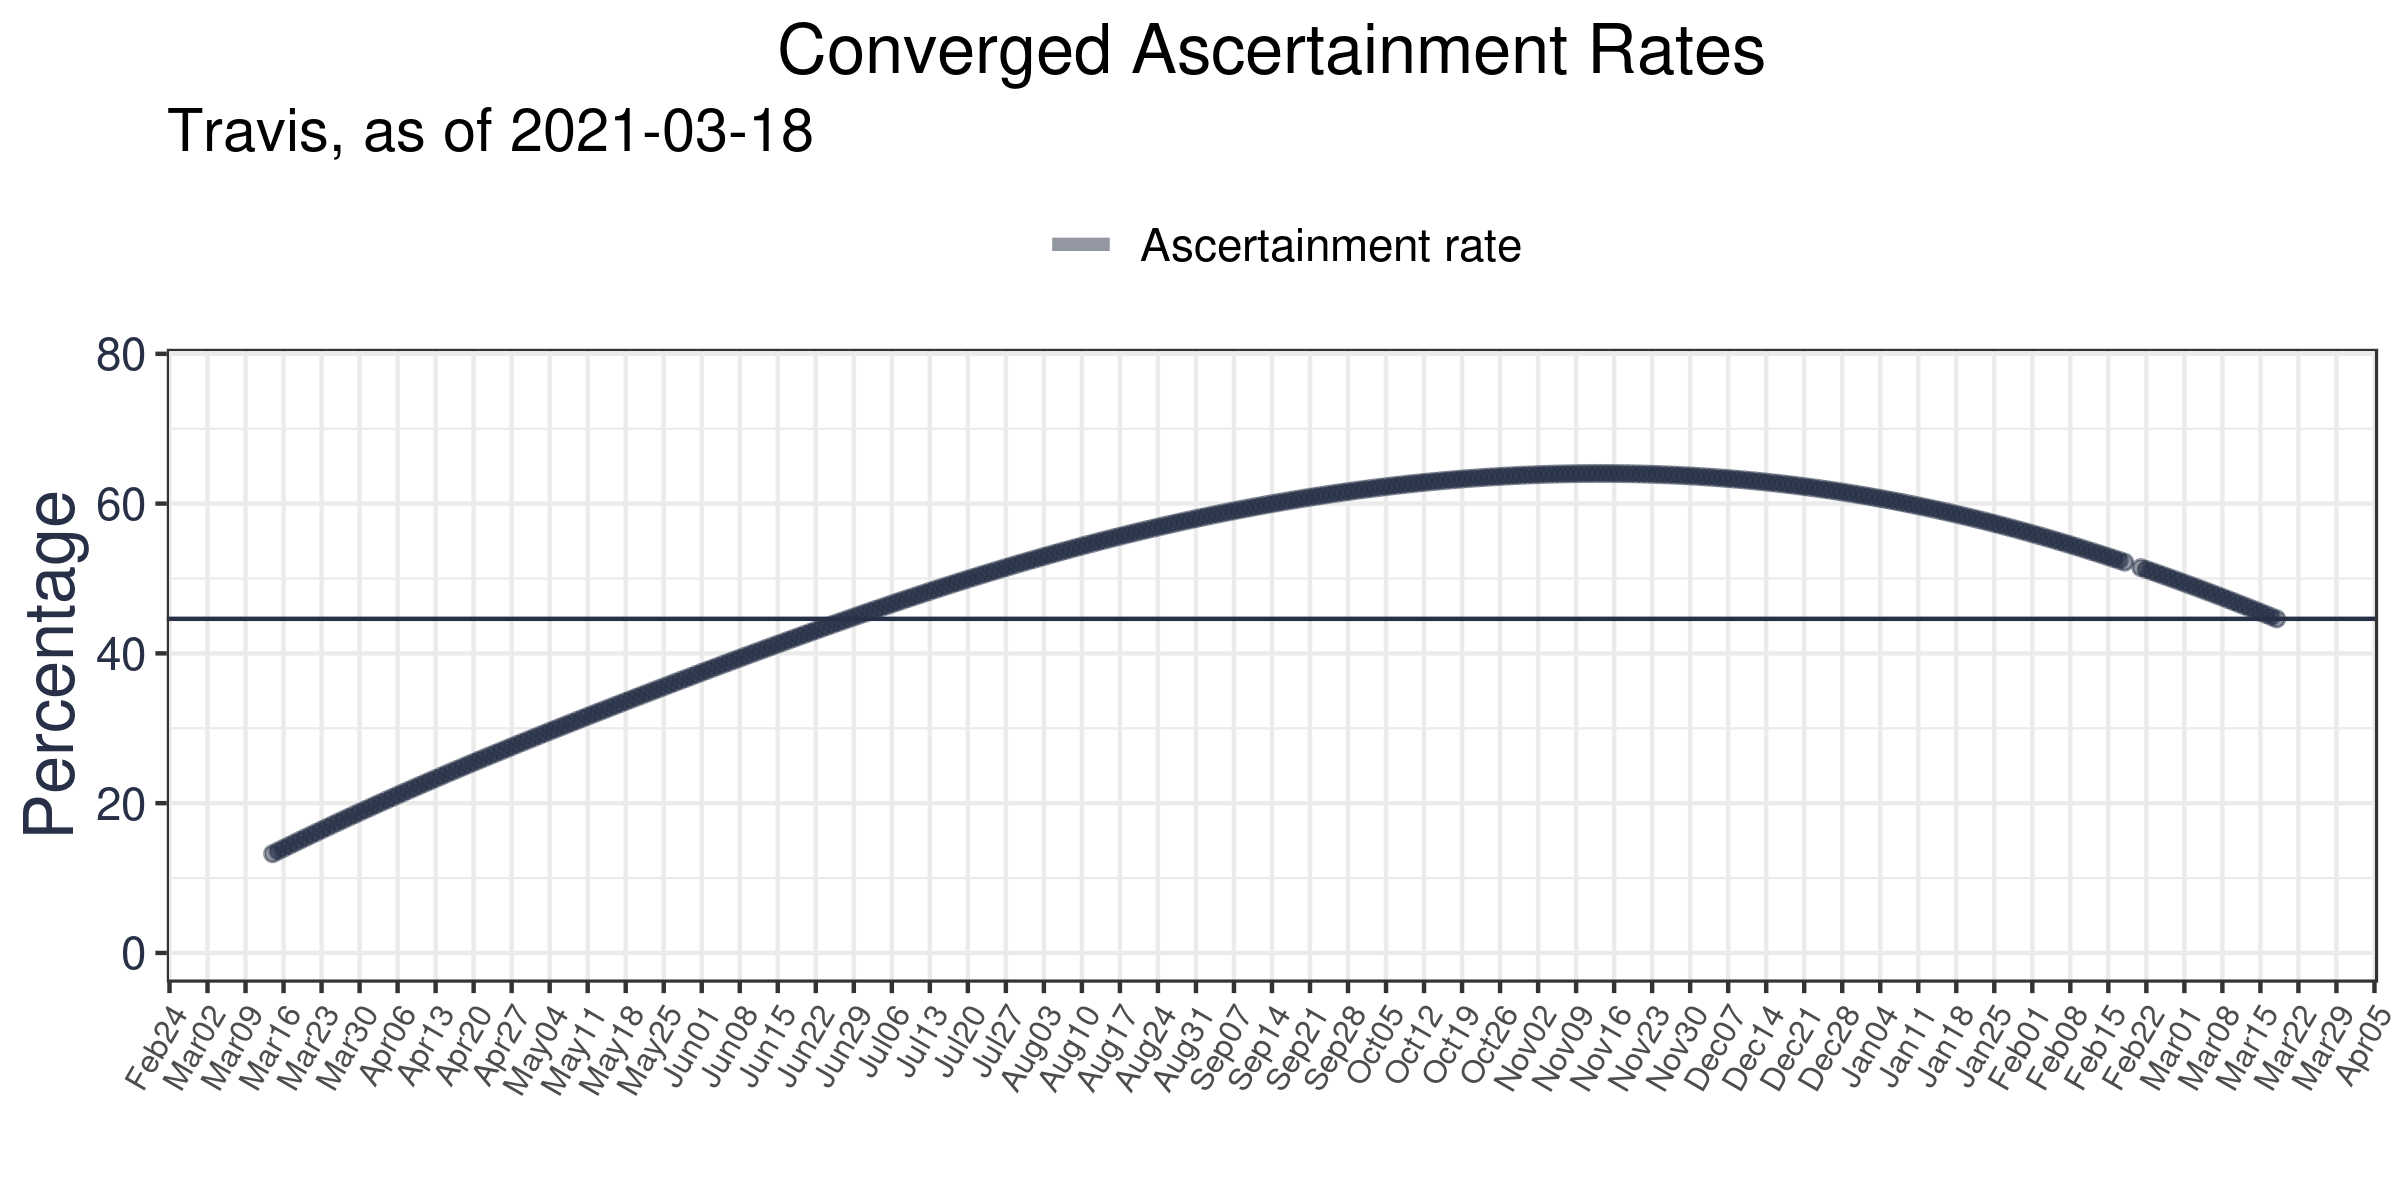 Converged Ascertainment Rates
Travis, as of 2021-03-18
Ascertainment rate
Percentage
80
60
40
20
0
Feb24 Mar02 Mar09 Mar16 Mar23 Mar30 Apr06 Apr13 Apr20 Apr27 May04 May11 May18 May25 Jun01 Jun08 Jun15 Jun22 Jun29 Jul06 Jul13 Jul20 Jul27 Aug03 Aug10 Aug17 Aug24 Aug31 Sep07 Sep14 Sep21 Sep28 Oct05 Oct12 Oct19 Oct26 Nov02 Nov09 Nov16 Nov23 Nov30 Dec07 Dec14 Dec21 Dec28 Jan04 Jan11 Jan18 Jan25 Feb01 Feb08 Feb15 Feb22 Mar01 Mar08 Mar15 Mar22 Mar29 Apr05